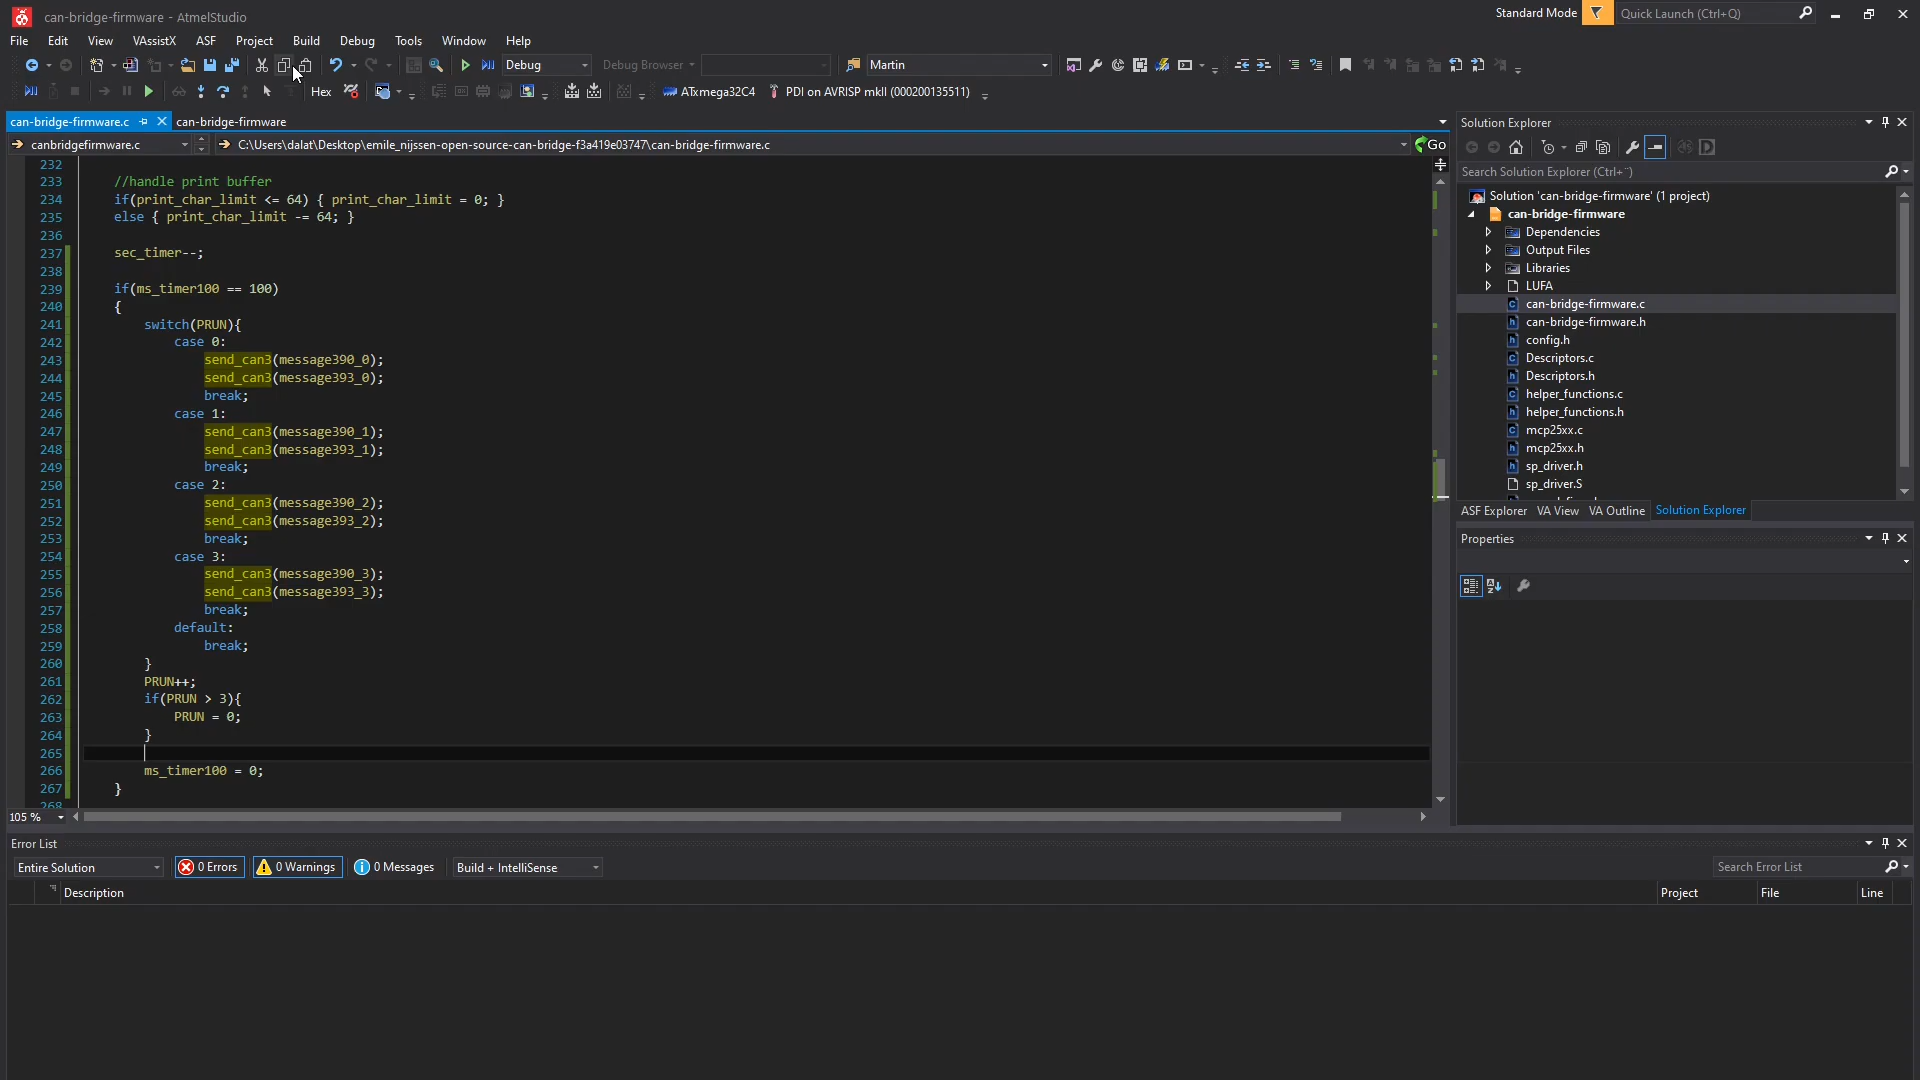 can-bridge-firmware - AtmelStudio
Standard Mode
Quick Launch (Ctrl+Q)
File Edit View VAssistX ASF Project Build Debug Tools Window Help
Debug
Debug Browser
Martin
Hex
ATxmega32C4
PDI on AVRISP mkII (000200135511)
can-bridge-firmware.c
can-bridge-firmware
canbridgefirmware.c
C:\Users\dalat\Desktop\emile_nijssen-open-source-can-bridge-f3a419e03747\can-bridge-firmware.c
Go
232
233 //handle print buffer
234 if(print_char_limit <= 64) { print_char_limit = 0; }
235 else { print_char_limit -= 64; }
236
237 sec_timer--;
238
239 if(ms_timer100 == 100)
240 {
241 switch(PRUN){
242 case 0:
243 send_can3(message390_0);
244 send_can3(message393_0);
245 break;
246 case 1:
247 send_can3(message390_1);
248 send_can3(message393_1);
249 break;
250 case 2:
251 send_can3(message390_2);
252 send_can3(message393_2);
253 break;
254 case 3:
255 send_can3(message390_3);
256 send_can3(message393_3);
257 break;
258 default:
259 break;
260 }
261 PRUN++;
262 if(PRUN > 3){
263 PRUN = 0;
264 }
265
266 ms_timer100 = 0;
267 }
268
105 %
Solution Explorer
Search Solution Explorer (Ctrl+¨)
Solution 'can-bridge-firmware' (1 project)
can-bridge-firmware
Dependencies
Output Files
Libraries
LUFA
can-bridge-firmware.c
can-bridge-firmware.h
config.h
Descriptors.c
Descriptors.h
helper_functions.c
helper_functions.h
mcp25xx.c
mcp25xx.h
sp_driver.h
sp_driver.S
ASF Explorer VA View VA Outline Solution Explorer
Properties
Error List
Entire Solution
0 Errors
0 Warnings
0 Messages
Build + IntelliSense
Search Error List
Description Project File Line